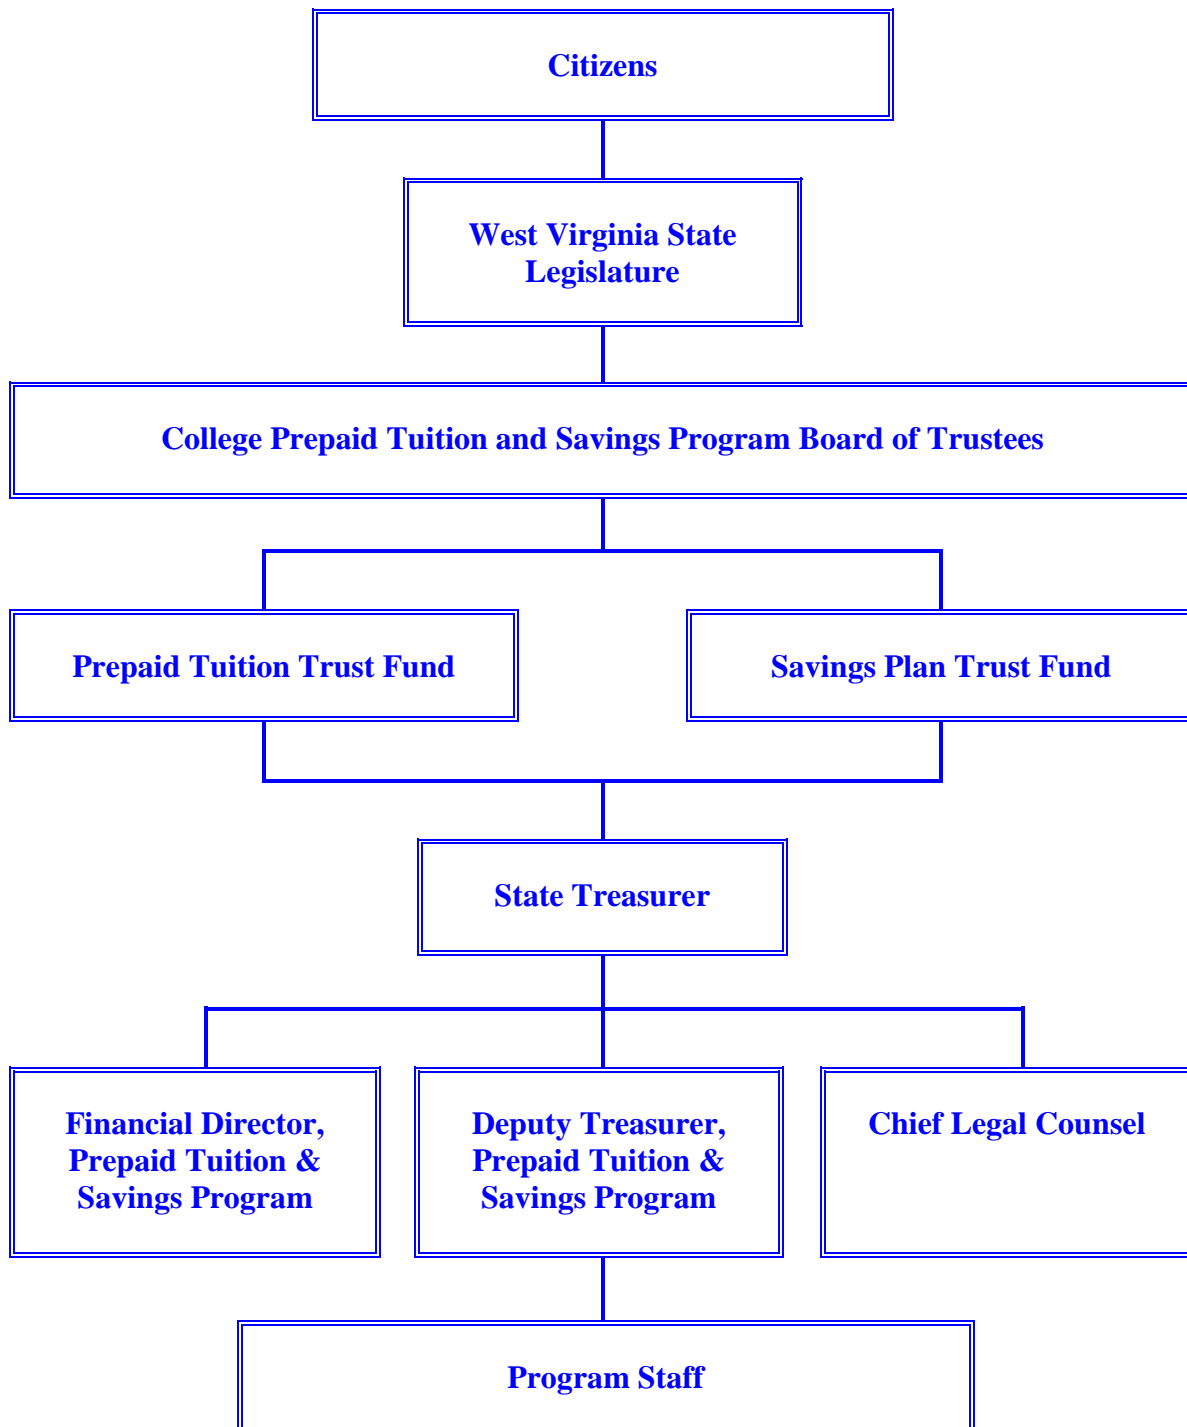 Citizens
West Virginia State
Legislature
College Prepaid Tuition and Savings Program Board of Trustees
Prepaid Tuition Trust Fund
Savings Plan Trust Fund
State Treasurer
Financial Director,
Prepaid Tuition &
Savings Program
Deputy Treasurer,
Prepaid Tuition &
Savings Program
Chief Legal Counsel
Program Staff